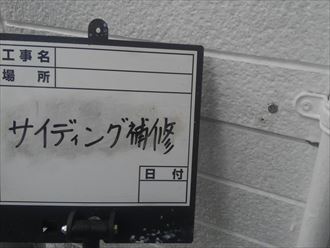 工事名
場所
サイディング補修
日付